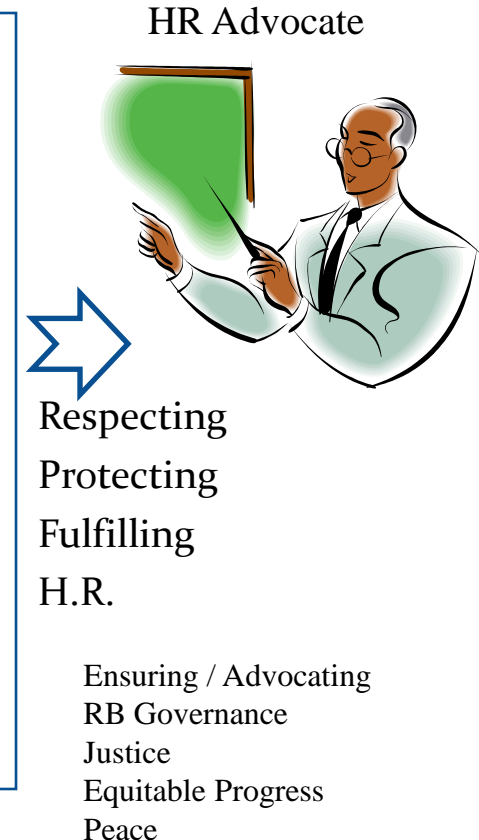 HR Advocate
Respecting
Protecting
Fulfilling
H.R.
Ensuring / Advocating
RB Governance
Justice
Equitable Progress
Peace